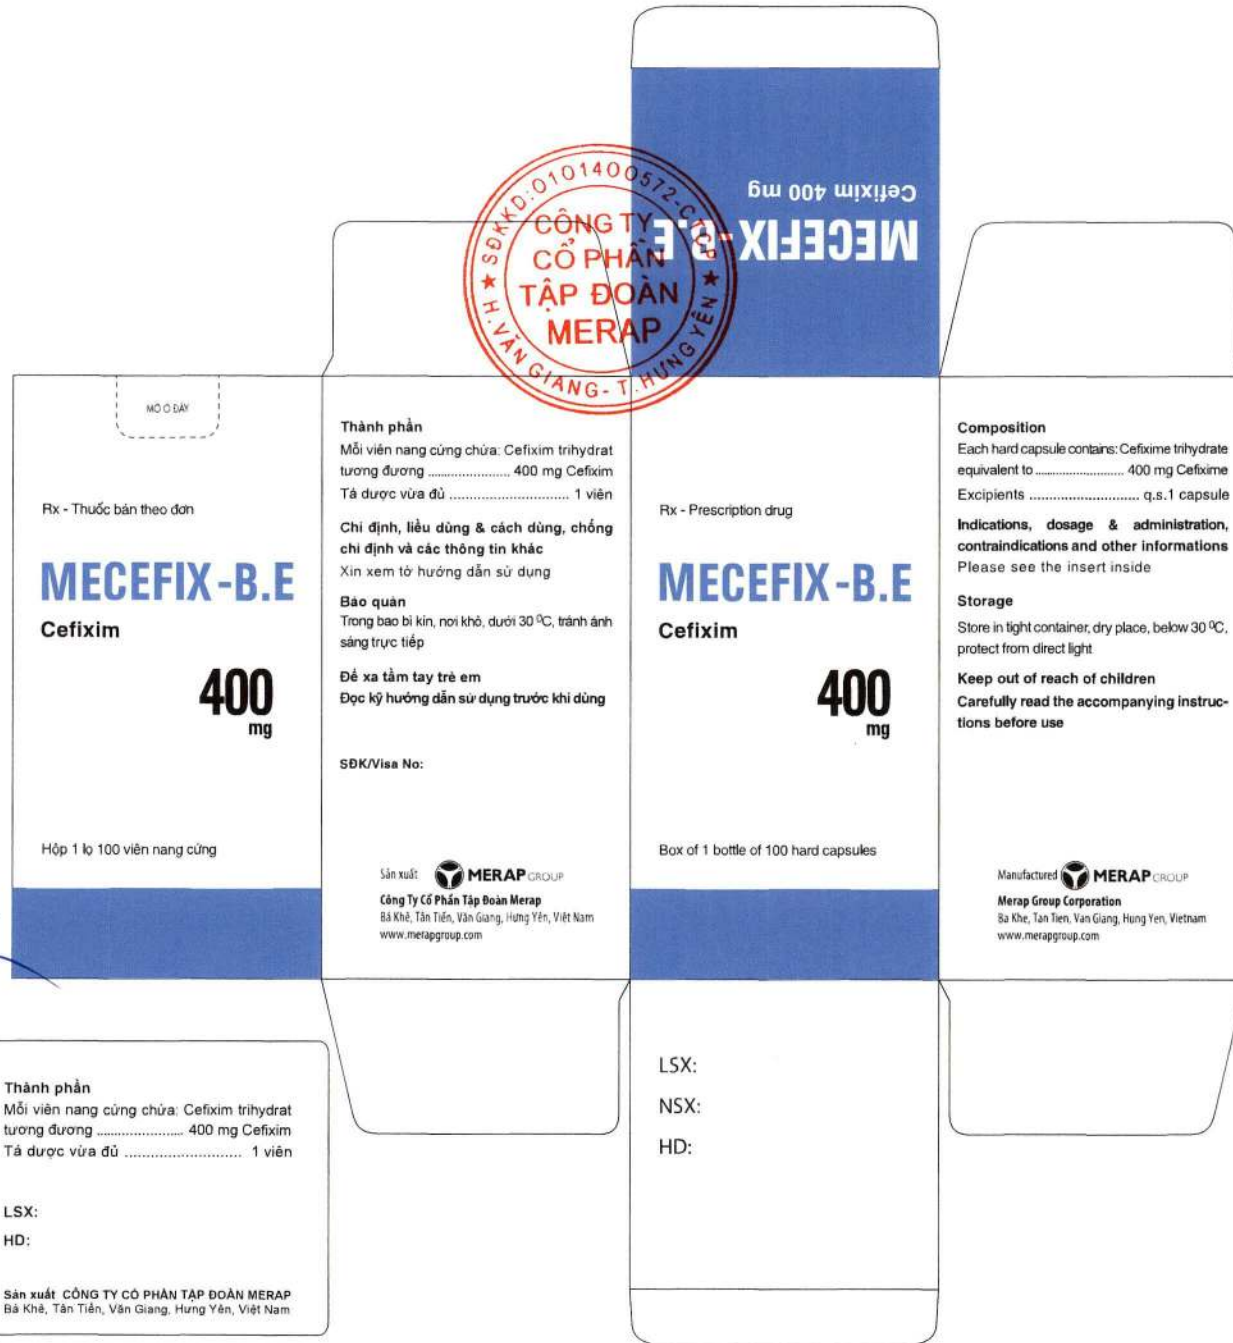 Cefixim 400 mg
MECEFIX-B.E
SĐKKD:0101400572-CTCP
CÔNG TY
CỔ PHẦN
TẬP ĐOÀN
MERAP
★ H.VĂN GIANG- T.HƯNG YÊN ★
MỞ Ở ĐÂY
Rx - Thuốc bán theo đơn
MECEFIX-B.E
Cefixim
400
mg
Hộp 1 lọ 100 viên nang cứng
Thành phần
Mỗi viên nang cứng chứa: Cefixim trihydrat
tương đương ...................... 400 mg Cefixim
Tá dược vừa đủ ............................. 1 viên
Chỉ định, liều dùng & cách dùng, chống
chỉ định và các thông tin khác
Xin xem tờ hướng dẫn sử dụng
Bảo quản
Trong bao bì kín, nơi khô, dưới 30 ⁰C, tránh ánh
sáng trực tiếp
Để xa tầm tay trẻ em
Đọc kỹ hướng dẫn sử dụng trước khi dùng
SĐK/Visa No:
Sản xuất MERAP GROUP
Công Ty Cổ Phần Tập Đoàn Merap
Bá Khê, Tân Tiến, Văn Giang, Hưng Yên, Việt Nam
www.merapgroup.com
Rx - Prescription drug
MECEFIX-B.E
Cefixim
400
mg
Box of 1 bottle of 100 hard capsules
Composition
Each hard capsule contains: Cefixime trihydrate
equivalent to ......................... 400 mg Cefixime
Excipients ........................... q.s.1 capsule
Indications, dosage & administration,
contraindications and other informations
Please see the insert inside
Storage
Store in tight container, dry place, below 30 ⁰C,
protect from direct light
Keep out of reach of children
Carefully read the accompanying instruc-
tions before use
Manufactured MERAP GROUP
Merap Group Corporation
Ba Khe, Tan Tien, Van Giang, Hung Yen, Vietnam
www.merapgroup.com
LSX:
NSX:
HD:
Thành phần
Mỗi viên nang cứng chứa: Cefixim trihydrat
tương đương ...................... 400 mg Cefixim
Tá dược vừa đủ ............................ 1 viên
LSX:
HD:
Sản xuất CÔNG TY CỔ PHẦN TẬP ĐOÀN MERAP
Bá Khê, Tân Tiến, Văn Giang, Hưng Yên, Việt Nam